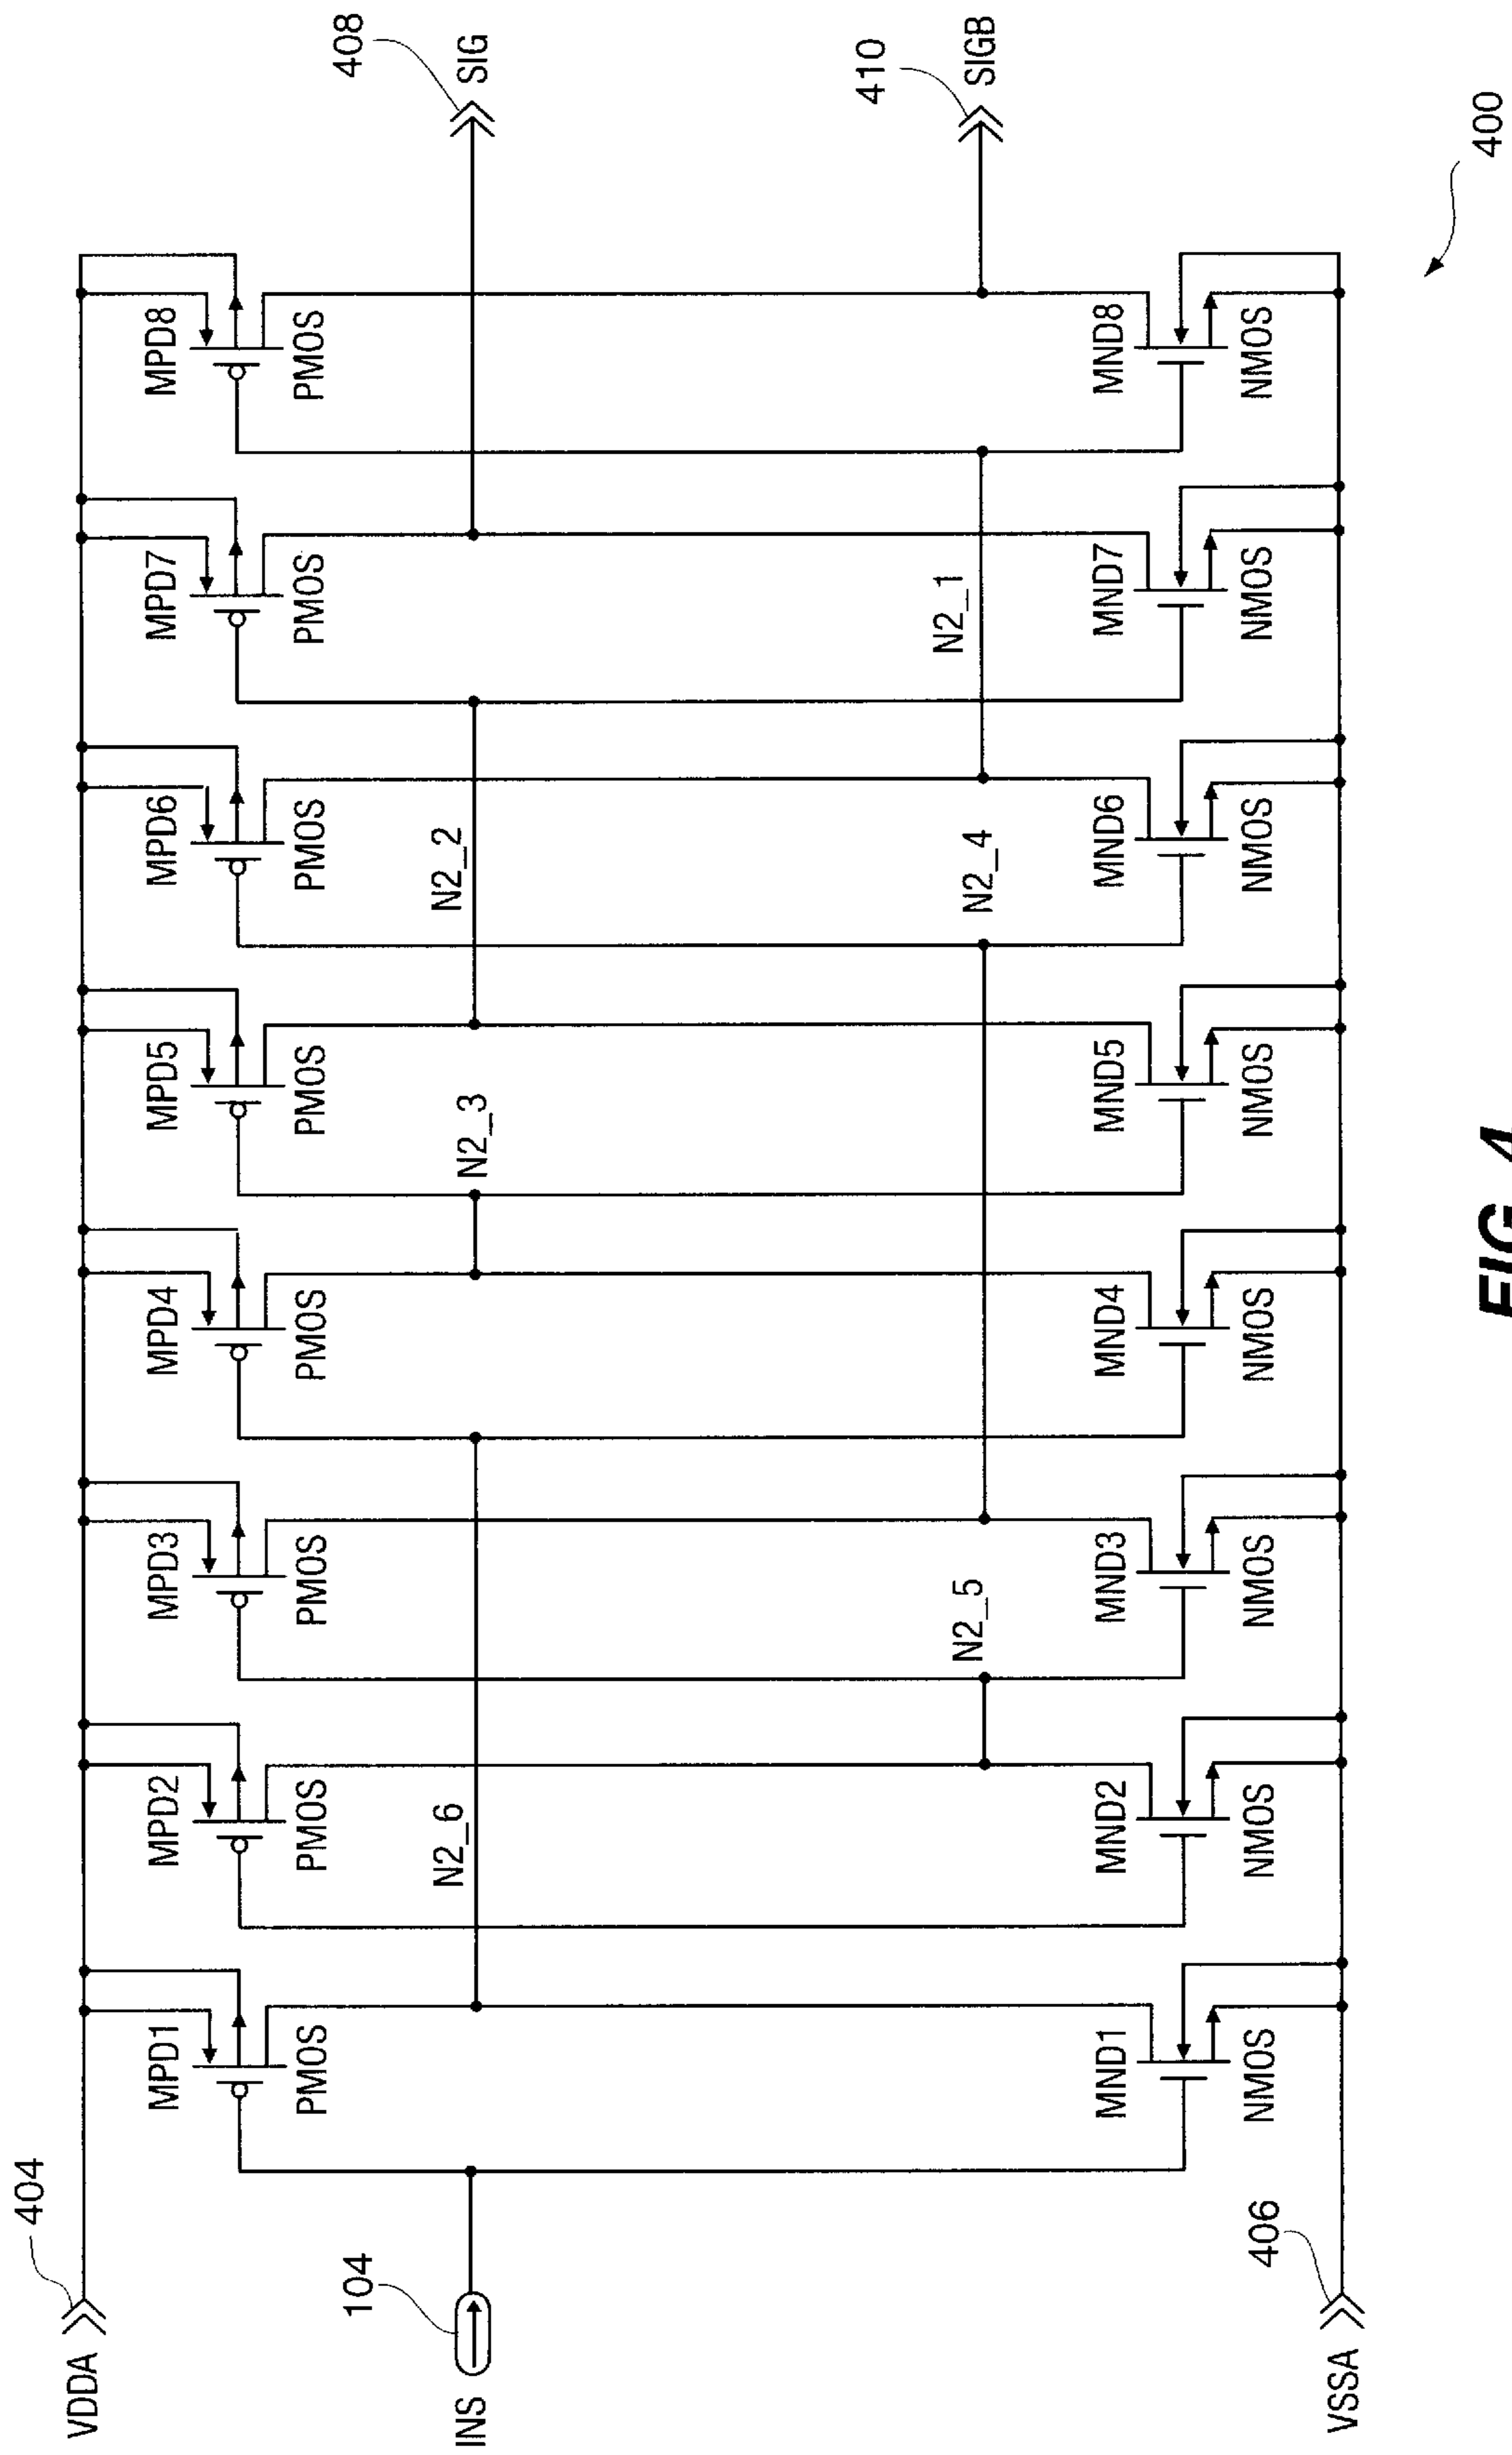 VDDA
404
MPD1
PMOS
MPD2
PMOS
MPD3
PMOS
MPD4
PMOS
MPD5
PMOS
MPD6
PMOS
MPD7
PMOS
MPD8
PMOS
408
SIG
INS
104
N2_6
N2_3
N2_2
N2_5
N2_4
N2_1
410
SIGB
MND1
NMOS
MND2
NMOS
MND3
NMOS
MND4
NMOS
MND5
NMOS
MND6
NMOS
MND7
NMOS
MND8
NMOS
VSSA
406
400
FIG. 4